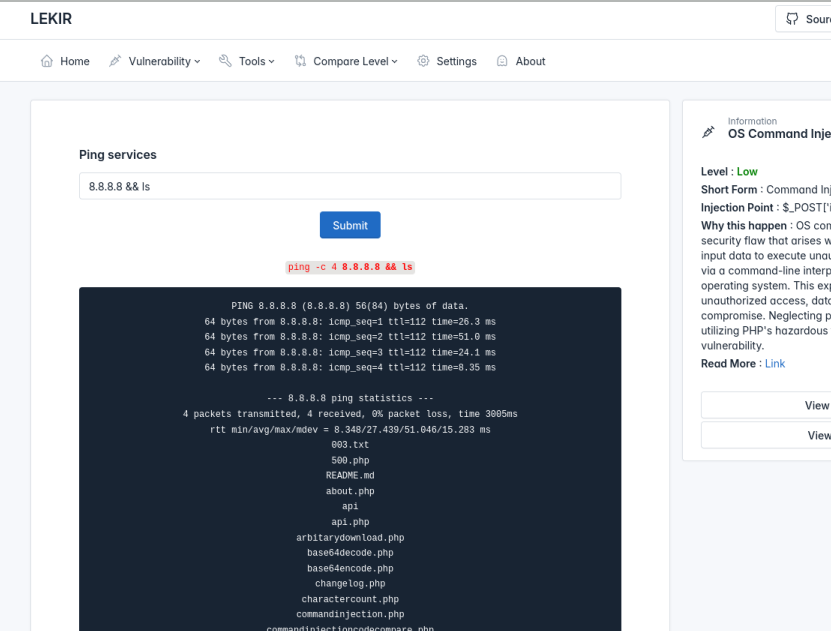 LEKIR
Sour
Home Vulnerability Tools Compare Level Settings About
Ping services
8.8.8.8 && ls
Submit
ping -c 4 8.8.8.8 && ls
PING 8.8.8.8 (8.8.8.8) 56(84) bytes of data.
64 bytes from 8.8.8.8: icmp_seq=1 ttl=112 time=26.3 ms
64 bytes from 8.8.8.8: icmp_seq=2 ttl=112 time=51.0 ms
64 bytes from 8.8.8.8: icmp_seq=3 ttl=112 time=24.1 ms
64 bytes from 8.8.8.8: icmp_seq=4 ttl=112 time=8.35 ms
--- 8.8.8.8 ping statistics ---
4 packets transmitted, 4 received, 0% packet loss, time 3005ms
rtt min/avg/max/mdev = 8.348/27.439/51.046/15.283 ms
003.txt
500.php
README.md
about.php
api
api.php
arbitarydownload.php
base64decode.php
base64encode.php
changelog.php
charactercount.php
commandinjection.php
commandinjectioncodecompare.php
Information
OS Command Inje
Level : Low
Short Form : Command Inj
Injection Point : $_POST['i
Why this happen : OS con
security flaw that arises w
input data to execute unau
via a command-line interp
operating system. This exp
unauthorized access, data
compromise. Neglecting p
utilizing PHP's hazardous
vulnerability.
Read More : Link
View
View